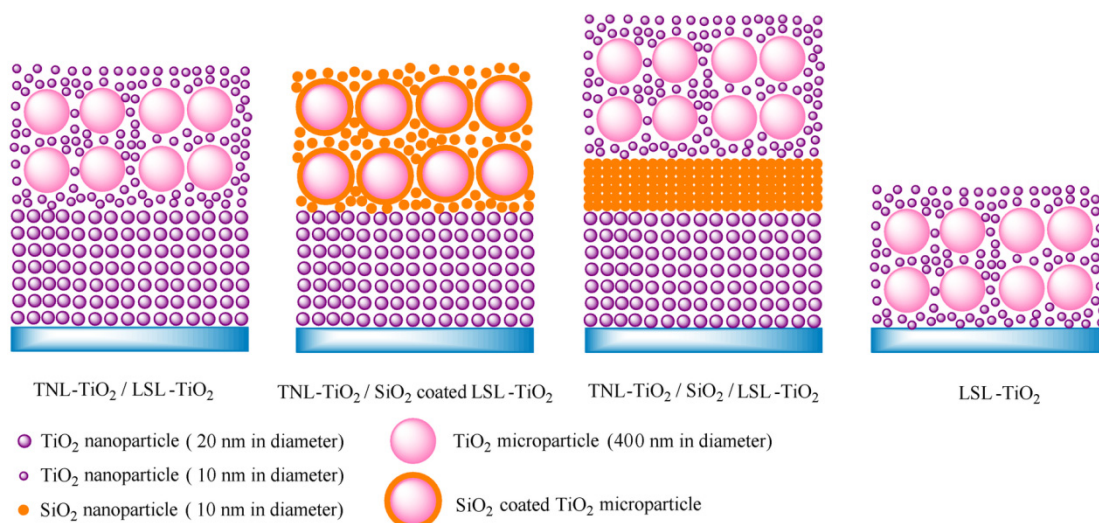 TNL-TiO₂ / LSL-TiO₂
TNL-TiO₂ / SiO₂ coated LSL-TiO₂
TNL-TiO₂ / SiO₂ / LSL-TiO₂
LSL-TiO₂
TiO₂ nanoparticle ( 20 nm in diameter)
TiO₂ nanoparticle ( 10 nm in diameter)
SiO₂ nanoparticle ( 10 nm in diameter)
TiO₂ microparticle (400 nm in diameter)
SiO₂ coated TiO₂ microparticle